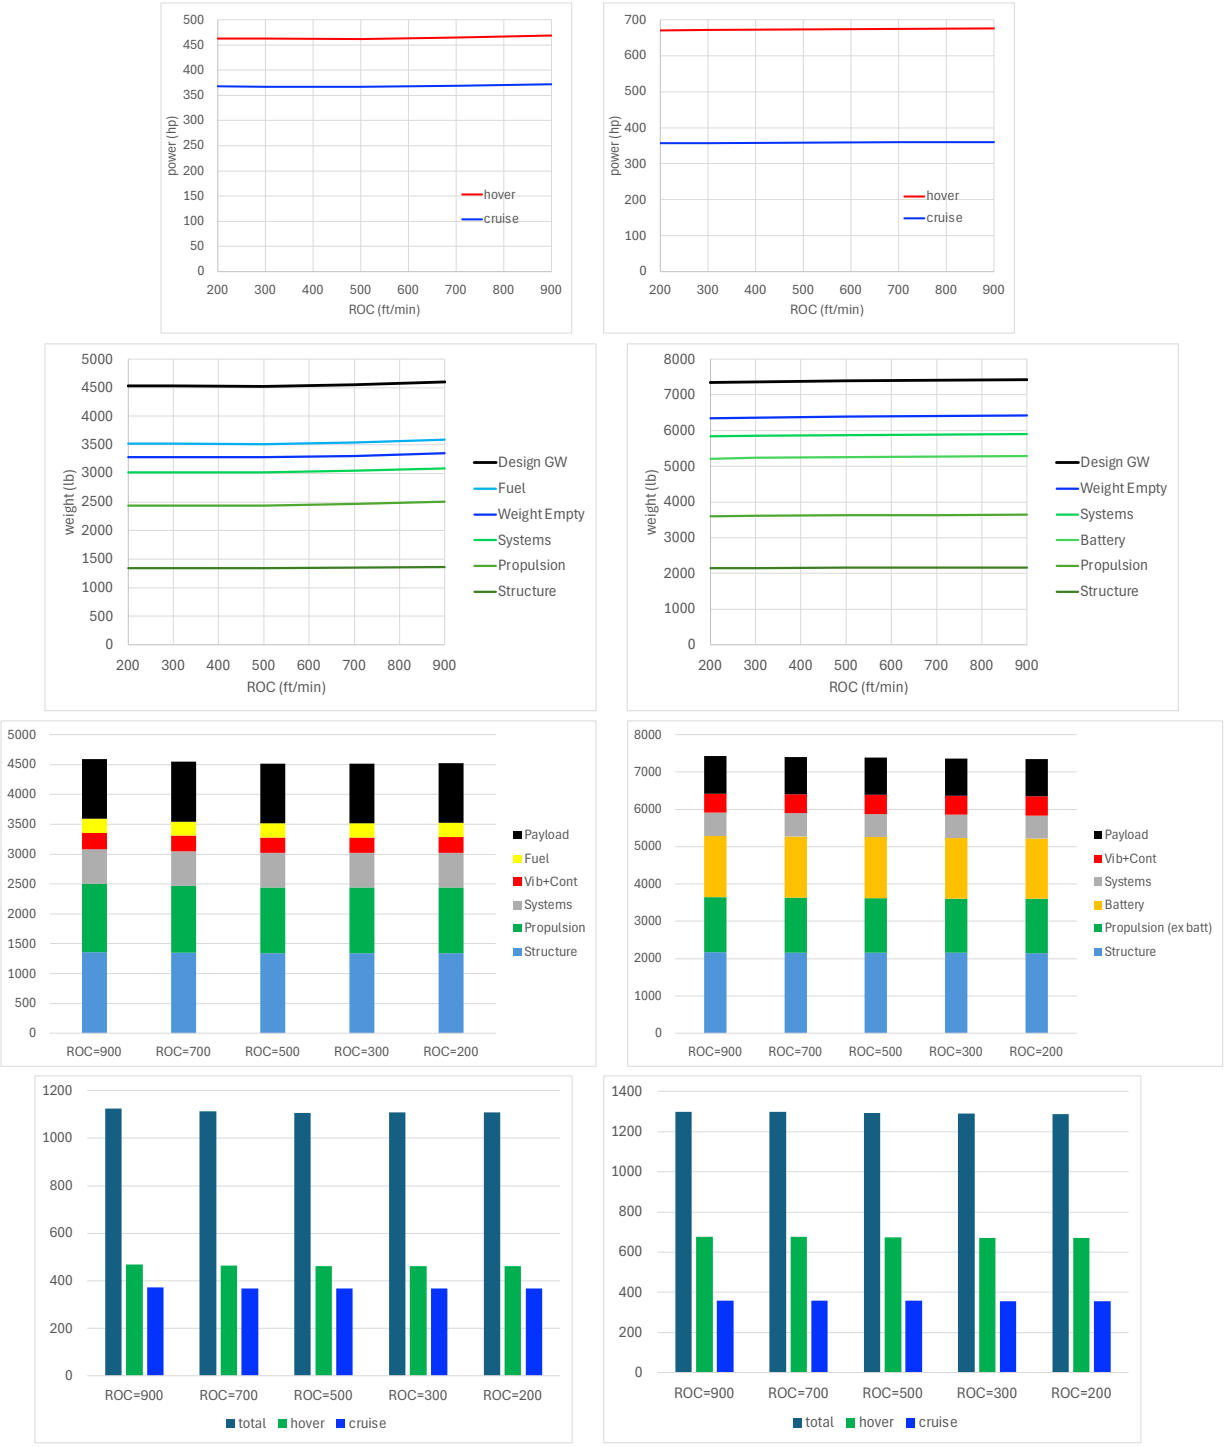 500
450
400
350
300
250
200
150
100
50
0
power (hp)
hover
cruise
200 300 400 500 600 700 800 900
ROC (ft/min)
700
600
500
400
300
200
100
0
power (hp)
hover
cruise
200 300 400 500 600 700 800 900
ROC (ft/min)
5000
4500
4000
3500
3000
2500
2000
1500
1000
500
0
weight (lb)
Design GW
Fuel
Weight Empty
Systems
Propulsion
Structure
200 300 400 500 600 700 800 900
ROC (ft/min)
8000
7000
6000
5000
4000
3000
2000
1000
0
weight (lb)
Design GW
Weight Empty
Systems
Battery
Propulsion
Structure
200 300 400 500 600 700 800 900
ROC (ft/min)
5000
4500
4000
3500
3000
2500
2000
1500
1000
500
0
Payload
Fuel
Vib+Cont
Systems
Propulsion
Structure
ROC=900 ROC=700 ROC=500 ROC=300 ROC=200
8000
7000
6000
5000
4000
3000
2000
1000
0
Payload
Vib+Cont
Systems
Battery
Propulsion (ex batt)
Structure
ROC=900 ROC=700 ROC=500 ROC=300 ROC=200
1200
1000
800
600
400
200
0
ROC=900 ROC=700 ROC=500 ROC=300 ROC=200
total hover cruise
1400
1200
1000
800
600
400
200
0
ROC=900 ROC=700 ROC=500 ROC=300 ROC=200
total hover cruise